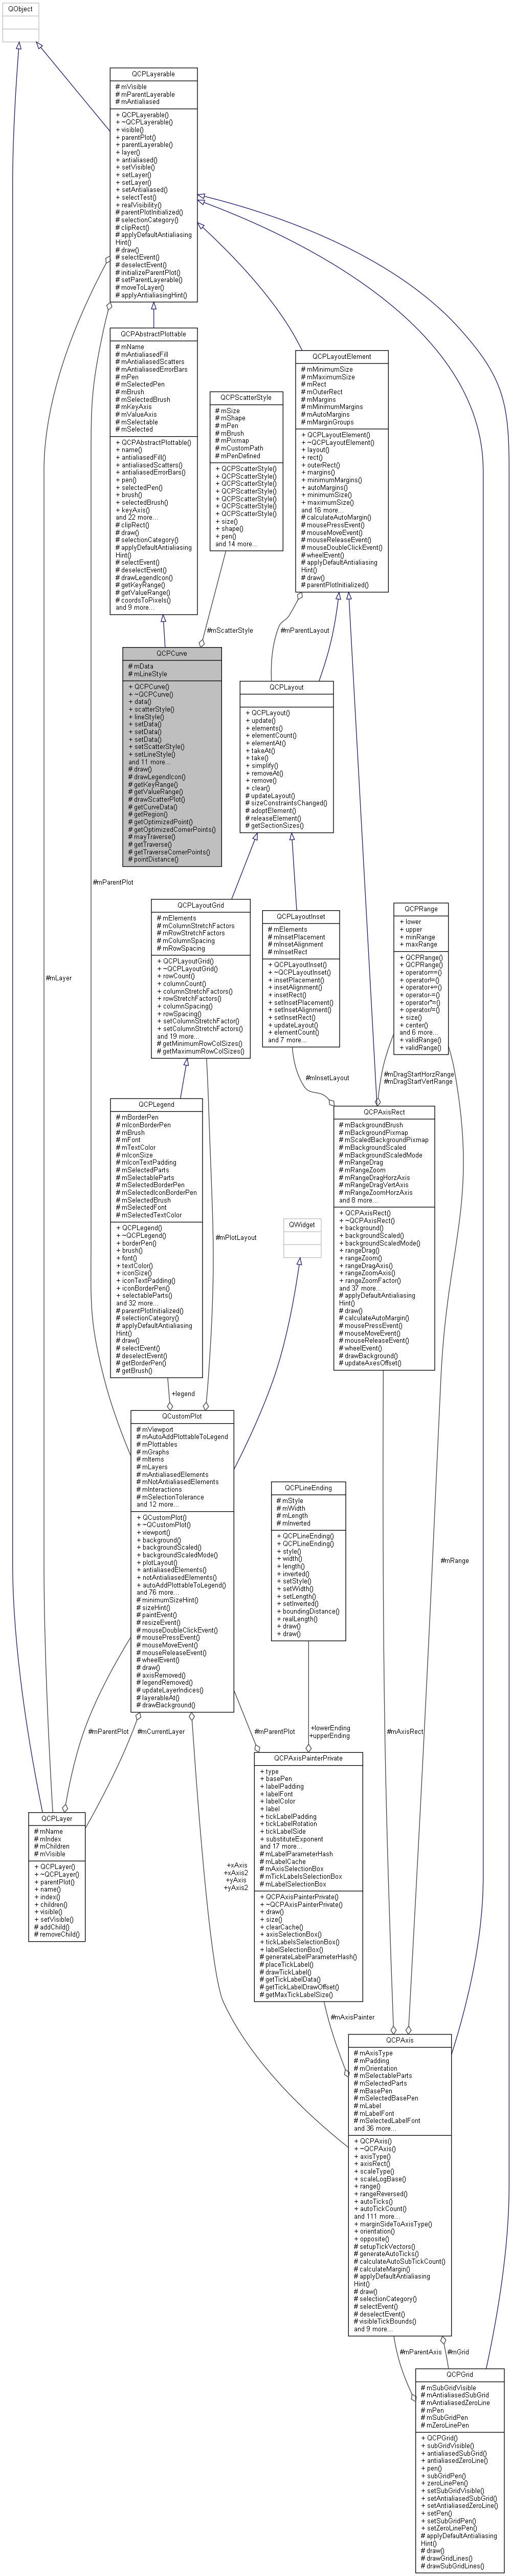 QObject
QCPLayerable
# mVisible
# mParentLayerable
# mAntialiased
+ QCPLayerable()
+ ~QCPLayerable()
+ visible()
+ parentPlot()
+ parentLayerable()
+ layer()
+ antialiased()
+ setVisible()
+ setLayer()
+ setLayer()
+ setAntialiased()
+ selectTest()
+ realVisibility()
# parentPlotInitialized()
# selectionCategory()
# clipRect()
# applyDefaultAntialiasing
Hint()
# draw()
# selectEvent()
# deselectEvent()
# initializeParentPlot()
# setParentLayerable()
# moveToLayer()
# applyAntialiasingHint()
QCPAbstractPlottable
# mName
# mAntialiasedFill
# mAntialiasedScatters
# mAntialiasedErrorBars
# mPen
# mSelectedPen
# mBrush
# mSelectedBrush
# mKeyAxis
# mValueAxis
# mSelectable
# mSelected
+ QCPAbstractPlottable()
+ name()
+ antialiasedFill()
+ antialiasedScatters()
+ antialiasedErrorBars()
+ pen()
+ selectedPen()
+ brush()
+ selectedBrush()
+ keyAxis()
and 22 more...
# clipRect()
# draw()
# selectionCategory()
# applyDefaultAntialiasing
Hint()
# selectEvent()
# deselectEvent()
# drawLegendIcon()
# getKeyRange()
# getValueRange()
# coordsToPixels()
and 9 more...
QCPScatterStyle
# mSize
# mShape
# mPen
# mBrush
# mPixmap
# mCustomPath
# mPenDefined
+ QCPScatterStyle()
+ QCPScatterStyle()
+ QCPScatterStyle()
+ QCPScatterStyle()
+ QCPScatterStyle()
+ QCPScatterStyle()
+ QCPScatterStyle()
+ size()
+ shape()
+ pen()
and 14 more...
QCPLayoutElement
# mMinimumSize
# mMaximumSize
# mRect
# mOuterRect
# mMargins
# mMinimumMargins
# mAutoMargins
# mMarginGroups
+ QCPLayoutElement()
+ ~QCPLayoutElement()
+ layout()
+ rect()
+ outerRect()
+ margins()
+ minimumMargins()
+ autoMargins()
+ minimumSize()
+ maximumSize()
and 16 more...
# calculateAutoMargin()
# mousePressEvent()
# mouseMoveEvent()
# mouseReleaseEvent()
# mouseDoubleClickEvent()
# wheelEvent()
# applyDefaultAntialiasing
Hint()
# draw()
# parentPlotInitialized()
#mScatterStyle
#mParentLayout
QCPCurve
# mData
# mLineStyle
+ QCPCurve()
+ ~QCPCurve()
+ data()
+ scatterStyle()
+ lineStyle()
+ setData()
+ setData()
+ setData()
+ setScatterStyle()
+ setLineStyle()
and 11 more...
# draw()
# drawLegendIcon()
# getKeyRange()
# getValueRange()
# drawScatterPlot()
# getCurveData()
# getRegion()
# getOptimizedPoint()
# getOptimizedCornerPoints()
# mayTraverse()
# getTraverse()
# getTraverseCornerPoints()
# pointDistance()
QCPLayout
+ QCPLayout()
+ update()
+ elements()
+ elementCount()
+ elementAt()
+ takeAt()
+ take()
+ simplify()
+ removeAt()
+ remove()
+ clear()
# updateLayout()
# sizeConstraintsChanged()
# adoptElement()
# releaseElement()
# getSectionSizes()
#mParentPlot
#mLayer
QCPLayoutGrid
# mElements
# mColumnStretchFactors
# mRowStretchFactors
# mColumnSpacing
# mRowSpacing
+ QCPLayoutGrid()
+ ~QCPLayoutGrid()
+ rowCount()
+ columnCount()
+ columnStretchFactors()
+ rowStretchFactors()
+ columnSpacing()
+ rowSpacing()
+ setColumnStretchFactor()
+ setColumnStretchFactors()
and 19 more...
# getMinimumRowColSizes()
# getMaximumRowColSizes()
QCPLayoutInset
# mElements
# mInsetPlacement
# mInsetAlignment
# mInsetRect
+ QCPLayoutInset()
+ ~QCPLayoutInset()
+ insetPlacement()
+ insetAlignment()
+ insetRect()
+ setInsetPlacement()
+ setInsetAlignment()
+ setInsetRect()
+ updateLayout()
+ elementCount()
and 7 more...
QCPRange
+ lower
+ upper
+ minRange
+ maxRange
+ QCPRange()
+ QCPRange()
+ operator==()
+ operator!=()
+ operator+=()
+ operator-=()
+ operator*=()
+ operator/=()
+ size()
+ center()
and 6 more...
+ validRange()
+ validRange()
#mInsetLayout
#mDragStartHorzRange
#mDragStartVertRange
QCPLegend
# mBorderPen
# mIconBorderPen
# mBrush
# mFont
# mTextColor
# mIconSize
# mIconTextPadding
# mSelectedParts
# mSelectableParts
# mSelectedBorderPen
# mSelectedIconBorderPen
# mSelectedBrush
# mSelectedFont
# mSelectedTextColor
+ QCPLegend()
+ ~QCPLegend()
+ borderPen()
+ brush()
+ font()
+ textColor()
+ iconSize()
+ iconTextPadding()
+ iconBorderPen()
+ selectableParts()
and 32 more...
# parentPlotInitialized()
# selectionCategory()
# applyDefaultAntialiasing
Hint()
# draw()
# selectEvent()
# deselectEvent()
# getBorderPen()
# getBrush()
#mPlotLayout
QWidget
QCPAxisRect
# mBackgroundBrush
# mBackgroundPixmap
# mScaledBackgroundPixmap
# mBackgroundScaled
# mBackgroundScaledMode
# mRangeDrag
# mRangeZoom
# mRangeDragHorzAxis
# mRangeDragVertAxis
# mRangeZoomHorzAxis
and 8 more...
+ QCPAxisRect()
+ ~QCPAxisRect()
+ background()
+ backgroundScaled()
+ backgroundScaledMode()
+ rangeDrag()
+ rangeZoom()
+ rangeDragAxis()
+ rangeZoomAxis()
+ rangeZoomFactor()
and 37 more...
# applyDefaultAntialiasing
Hint()
# draw()
# calculateAutoMargin()
# mousePressEvent()
# mouseMoveEvent()
# mouseReleaseEvent()
# wheelEvent()
# drawBackground()
# updateAxesOffset()
+legend
#mRange
QCustomPlot
# mViewport
# mAutoAddPlottableToLegend
# mPlottables
# mGraphs
# mItems
# mLayers
# mAntialiasedElements
# mNotAntialiasedElements
# mInteractions
# mSelectionTolerance
and 12 more...
+ QCustomPlot()
+ ~QCustomPlot()
+ viewport()
+ background()
+ backgroundScaled()
+ backgroundScaledMode()
+ plotLayout()
+ antialiasedElements()
+ notAntialiasedElements()
+ autoAddPlottableToLegend()
and 76 more...
# minimumSizeHint()
# sizeHint()
# paintEvent()
# resizeEvent()
# mouseDoubleClickEvent()
# mousePressEvent()
# mouseMoveEvent()
# mouseReleaseEvent()
# wheelEvent()
# draw()
# axisRemoved()
# legendRemoved()
# updateLayerIndices()
# layerableAt()
# drawBackground()
QCPLineEnding
# mStyle
# mWidth
# mLength
# mInverted
+ QCPLineEnding()
+ QCPLineEnding()
+ style()
+ width()
+ length()
+ inverted()
+ setStyle()
+ setWidth()
+ setLength()
+ setInverted()
+ boundingDistance()
+ realLength()
+ draw()
+ draw()
#mParentPlot
#mCurrentLayer
#mParentPlot
+lowerEnding
+upperEnding
#mAxisRect
QCPLayer
# mName
# mIndex
# mChildren
# mVisible
+ QCPLayer()
+ ~QCPLayer()
+ parentPlot()
+ name()
+ index()
+ children()
+ visible()
+ setVisible()
# addChild()
# removeChild()
+xAxis
+xAxis2
+yAxis
+yAxis2
QCPAxisPainterPrivate
+ type
+ basePen
+ labelPadding
+ labelFont
+ labelColor
+ label
+ tickLabelPadding
+ tickLabelRotation
+ tickLabelSide
+ substituteExponent
and 17 more...
# mLabelParameterHash
# mLabelCache
# mAxisSelectionBox
# mTickLabelsSelectionBox
# mLabelSelectionBox
+ QCPAxisPainterPrivate()
+ ~QCPAxisPainterPrivate()
+ draw()
+ size()
+ clearCache()
+ axisSelectionBox()
+ tickLabelsSelectionBox()
+ labelSelectionBox()
# generateLabelParameterHash()
# placeTickLabel()
# drawTickLabel()
# getTickLabelData()
# getTickLabelDrawOffset()
# getMaxTickLabelSize()
#mAxisPainter
QCPAxis
# mAxisType
# mPadding
# mOrientation
# mSelectableParts
# mSelectedParts
# mBasePen
# mSelectedBasePen
# mLabel
# mLabelFont
# mSelectedLabelFont
and 36 more...
+ QCPAxis()
+ ~QCPAxis()
+ axisType()
+ axisRect()
+ scaleType()
+ scaleLogBase()
+ range()
+ rangeReversed()
+ autoTicks()
+ autoTickCount()
and 111 more...
+ marginSideToAxisType()
+ orientation()
+ opposite()
# setupTickVectors()
# generateAutoTicks()
# calculateAutoSubTickCount()
# calculateMargin()
# applyDefaultAntialiasing
Hint()
# draw()
# selectionCategory()
# selectEvent()
# deselectEvent()
# visibleTickBounds()
and 9 more...
#mParentAxis
#mGrid
QCPGrid
# mSubGridVisible
# mAntialiasedSubGrid
# mAntialiasedZeroLine
# mPen
# mSubGridPen
# mZeroLinePen
+ QCPGrid()
+ subGridVisible()
+ antialiasedSubGrid()
+ antialiasedZeroLine()
+ pen()
+ subGridPen()
+ zeroLinePen()
+ setSubGridVisible()
+ setAntialiasedSubGrid()
+ setAntialiasedZeroLine()
+ setPen()
+ setSubGridPen()
+ setZeroLinePen()
# applyDefaultAntialiasing
Hint()
# draw()
# drawGridLines()
# drawSubGridLines()